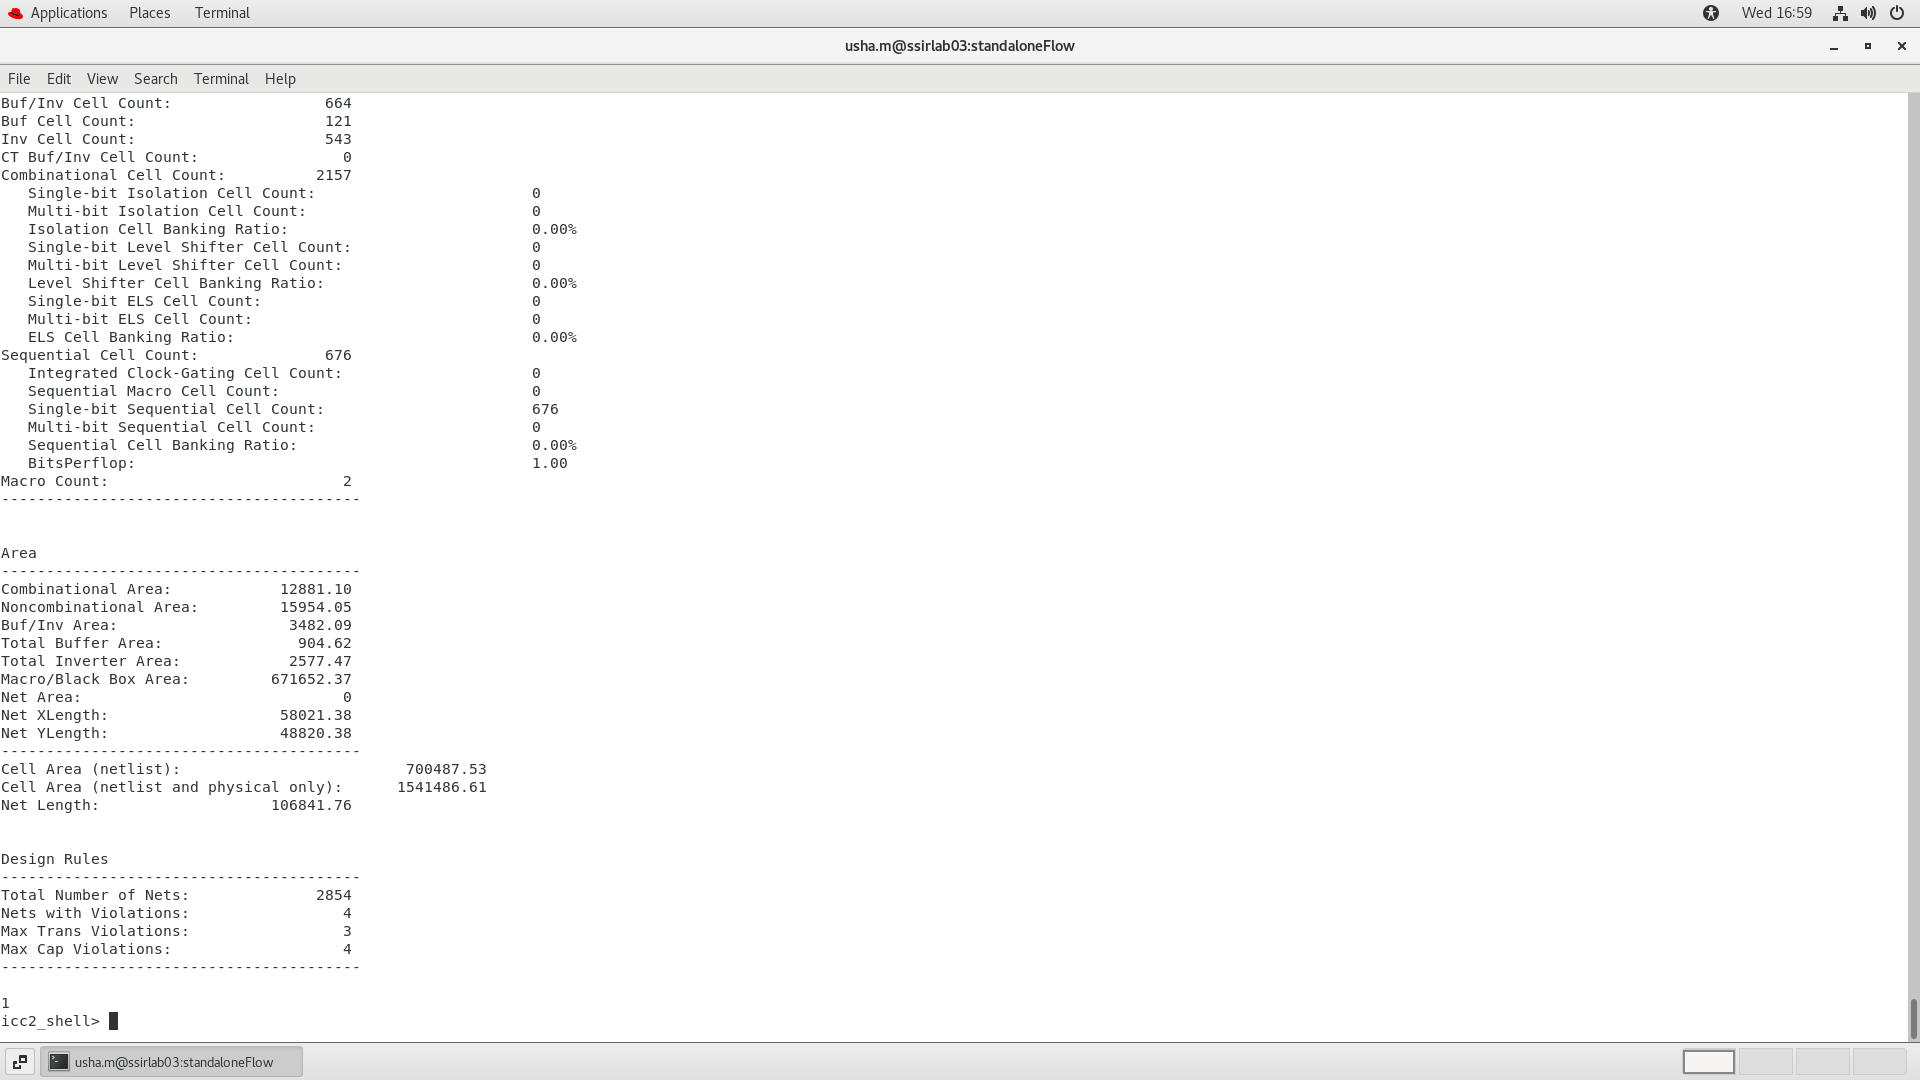 Applications Places Terminal Wed 16:59
usha.m@ssirlab03:standaloneFlow
File Edit View Search Terminal Help
Buf/Inv Cell Count: 664
Buf Cell Count: 121
Inv Cell Count: 543
CT Buf/Inv Cell Count: 0
Combinational Cell Count: 2157
Single-bit Isolation Cell Count: 0
Multi-bit Isolation Cell Count: 0
Isolation Cell Banking Ratio: 0.00%
Single-bit Level Shifter Cell Count: 0
Multi-bit Level Shifter Cell Count: 0
Level Shifter Cell Banking Ratio: 0.00%
Single-bit ELS Cell Count: 0
Multi-bit ELS Cell Count: 0
ELS Cell Banking Ratio: 0.00%
Sequential Cell Count: 676
Integrated Clock-Gating Cell Count: 0
Sequential Macro Cell Count: 0
Single-bit Sequential Cell Count: 676
Multi-bit Sequential Cell Count: 0
Sequential Cell Banking Ratio: 0.00%
BitsPerflop: 1.00
Macro Count: 2
----------------------------------------
Area
----------------------------------------
Combinational Area: 12881.10
Noncombinational Area: 15954.05
Buf/Inv Area: 3482.09
Total Buffer Area: 904.62
Total Inverter Area: 2577.47
Macro/Black Box Area: 671652.37
Net Area: 0
Net XLength: 58021.38
Net YLength: 48820.38
----------------------------------------
Cell Area (netlist): 700487.53
Cell Area (netlist and physical only): 1541486.61
Net Length: 106841.76
Design Rules
----------------------------------------
Total Number of Nets: 2854
Nets with Violations: 4
Max Trans Violations: 3
Max Cap Violations: 4
----------------------------------------
1
icc2_shell>
usha.m@ssirlab03:standaloneFlow